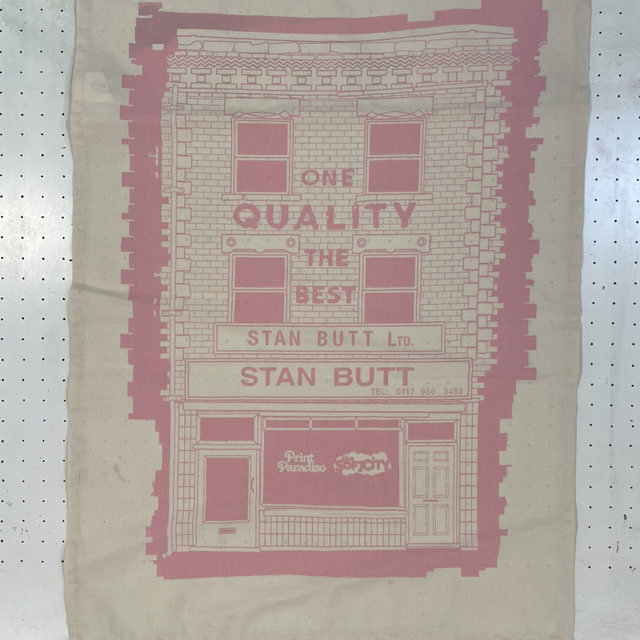 ONE
QUALITY
THE
BEST
STAN BUTT LTD.
STAN BUTT
TEL: 0117 966 3488
Print
Paradiso